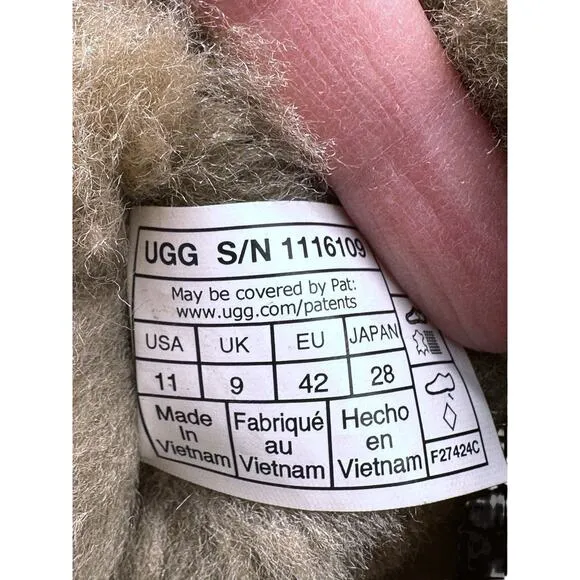 UGG S/N 1116109
May be covered by Pat:
www.ugg.com/patents
USA UK EU JAPAN
11 9 42 28
Made In Vietnam
Fabriqué au Vietnam
Hecho en Vietnam
F27424C